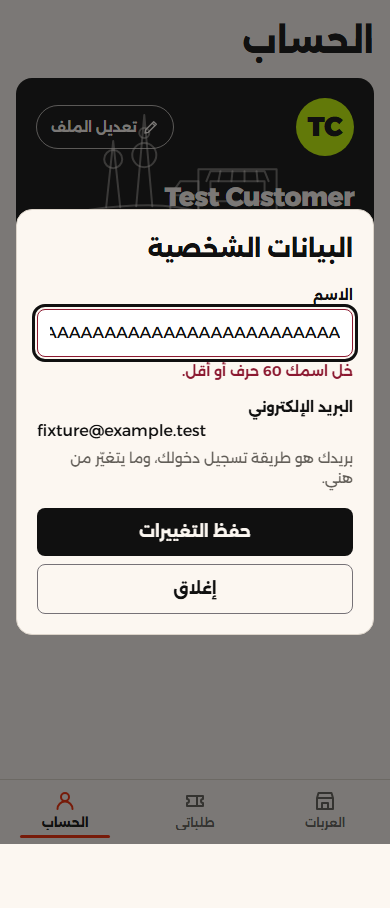 الحساب
TC
تعديل الملف
Test Customer
البيانات الشخصية
الاسم
AAAAAAAAAAAAAAAAAAAAAAAAA
خل اسمك 60 حرف أو أقل.
البريد الإلكتروني
fixture@example.test
بريدك هو طريقة تسجيل دخولك، وما يتغيّر من
هني.
حفظ التغييرات
إغلاق
العربات
طلباتي
الحساب